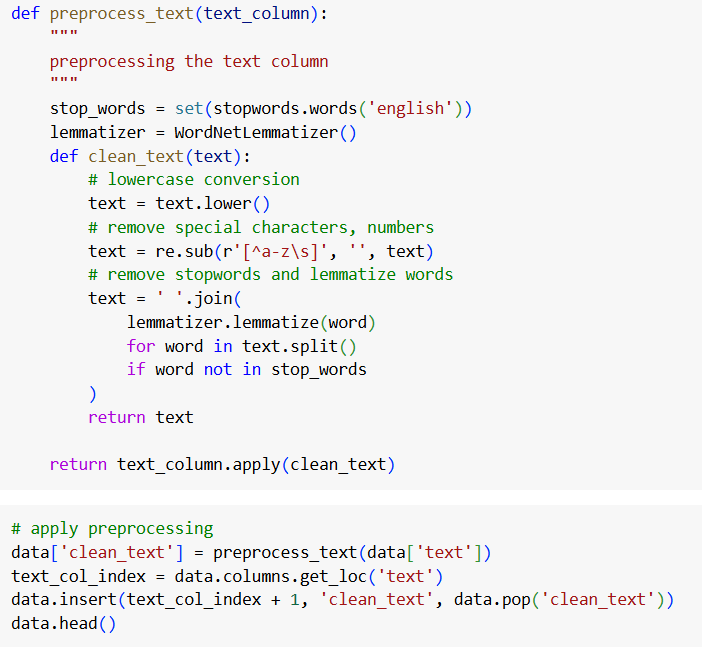 def preprocess_text(text_column):
    """
    preprocessing the text column
    """
    stop_words = set(stopwords.words('english'))
    lemmatizer = WordNetLemmatizer()
    def clean_text(text):
        # lowercase conversion
        text = text.lower()
        # remove special characters, numbers
        text = re.sub(r'[^a-z\s]', '', text)
        # remove stopwords and lemmatize words
        text = ' '.join(
            lemmatizer.lemmatize(word)
            for word in text.split()
            if word not in stop_words
        )
        return text

    return text_column.apply(clean_text)

# apply preprocessing
data['clean_text'] = preprocess_text(data['text'])
text_col_index = data.columns.get_loc('text')
data.insert(text_col_index + 1, 'clean_text', data.pop('clean_text'))
data.head()